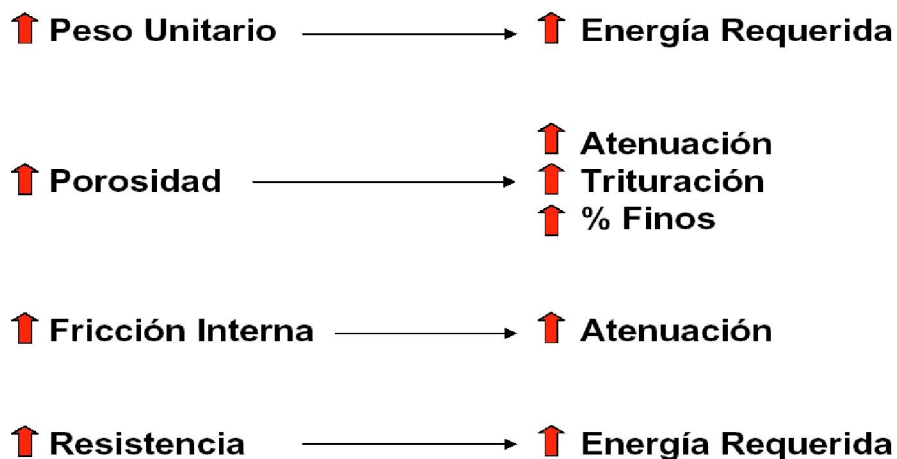 Peso Unitario Energía Requerida
Atenuación
Porosidad Trituración
% Finos
Fricción Interna Atenuación
Resistencia Energía Requerida